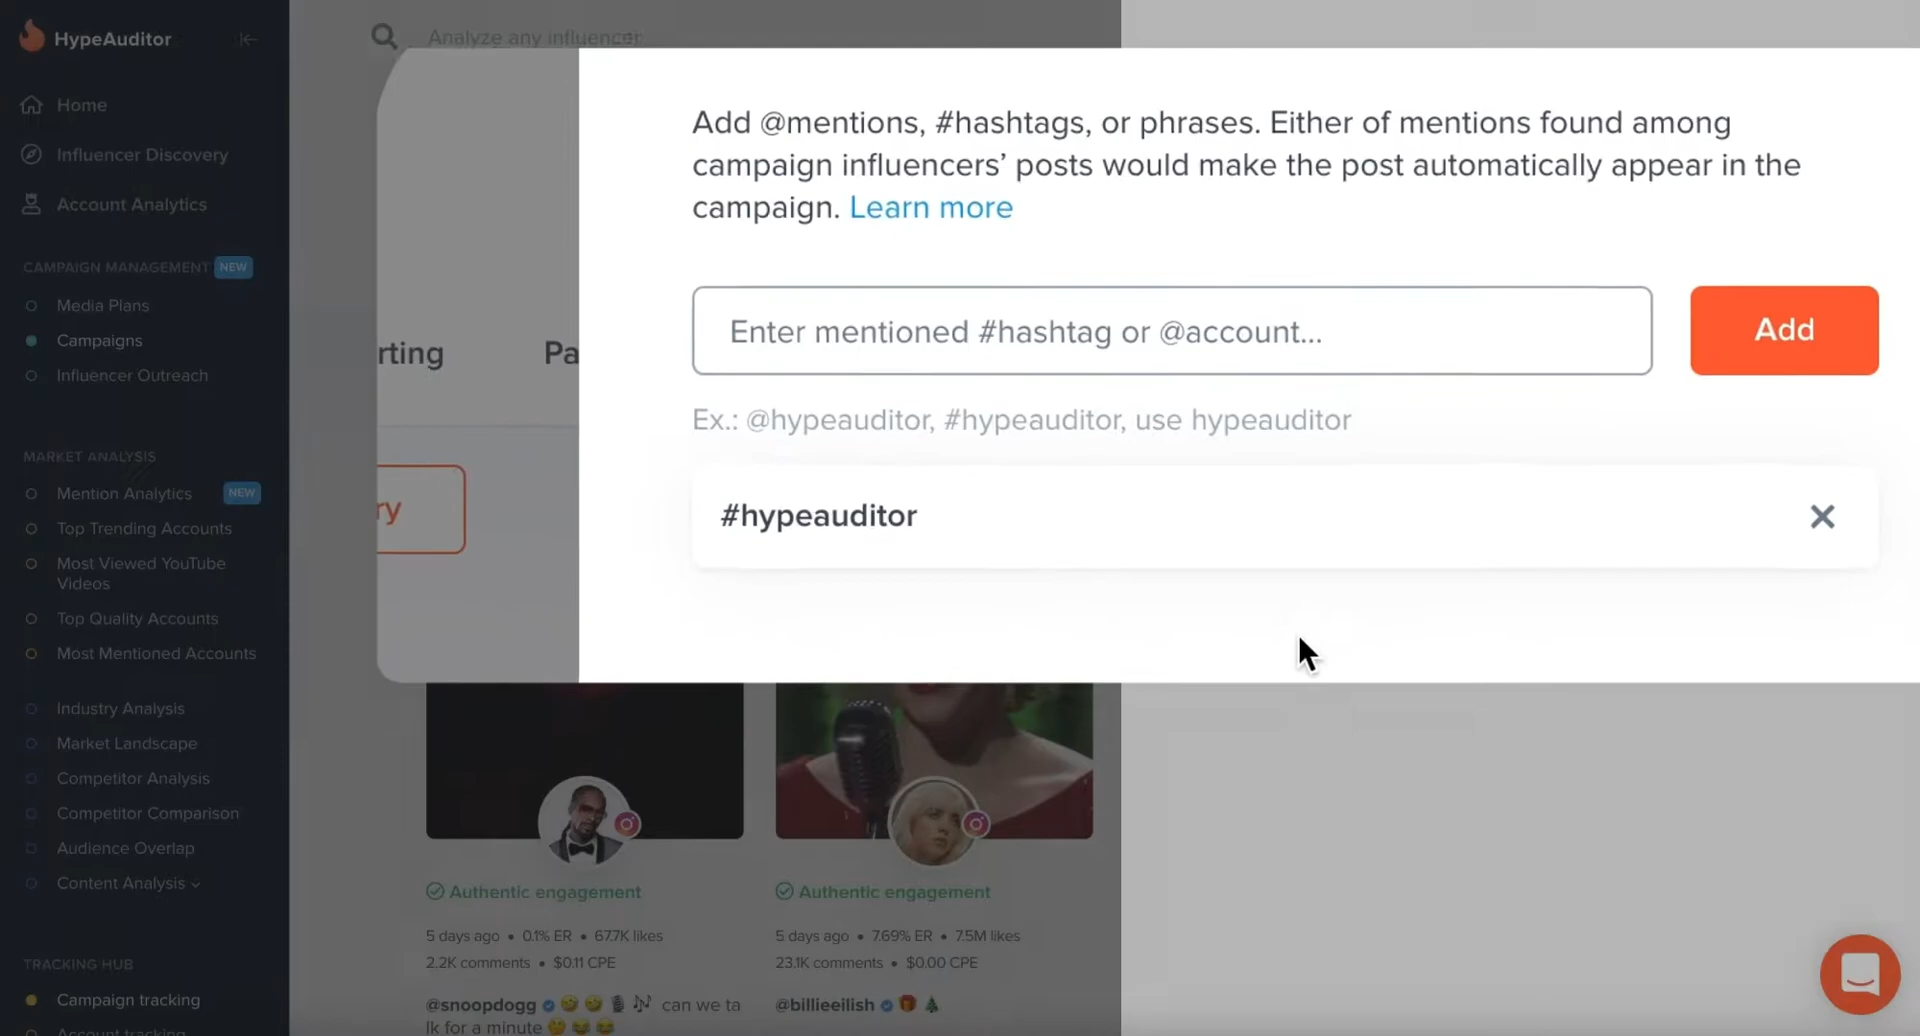 HypeAuditor
Home
Influencer Discovery
Account Analytics
CAMPAIGN MANAGEMENT NEW
Media Plans
Campaigns
Influencer Outreach
MARKET ANALYSIS
Mention Analytics NEW
Top Trending Accounts
Most Viewed YouTube
Videos
Top Quality Accounts
Most Mentioned Accounts
Industry Analysis
Market Landscape
Competitor Analysis
Competitor Comparison
Audience Overlap
Content Analysis
TRACKING HUB
Campaign tracking
Account tracking
Analyze any influencer
rting Pa
ry
Add @mentions, #hashtags, or phrases. Either of mentions found among
campaign influencers’ posts would make the post automatically appear in the
campaign. Learn more
Enter mentioned #hashtag or @account...
Add
Ex.: @hypeauditor, #hypeauditor, use hypeauditor
#hypeauditor
Authentic engagement
5 days ago • 0.1% ER • 67.7K likes
2.2K comments • $0.11 CPE
@snoopdogg 🤣 🤣 🎙 🎶 can we ta
lk for a minute 🤔 😂 😂
Authentic engagement
5 days ago • 7.69% ER • 7.5M likes
23.1K comments • $0.00 CPE
@billieeilish 🎁 🎄